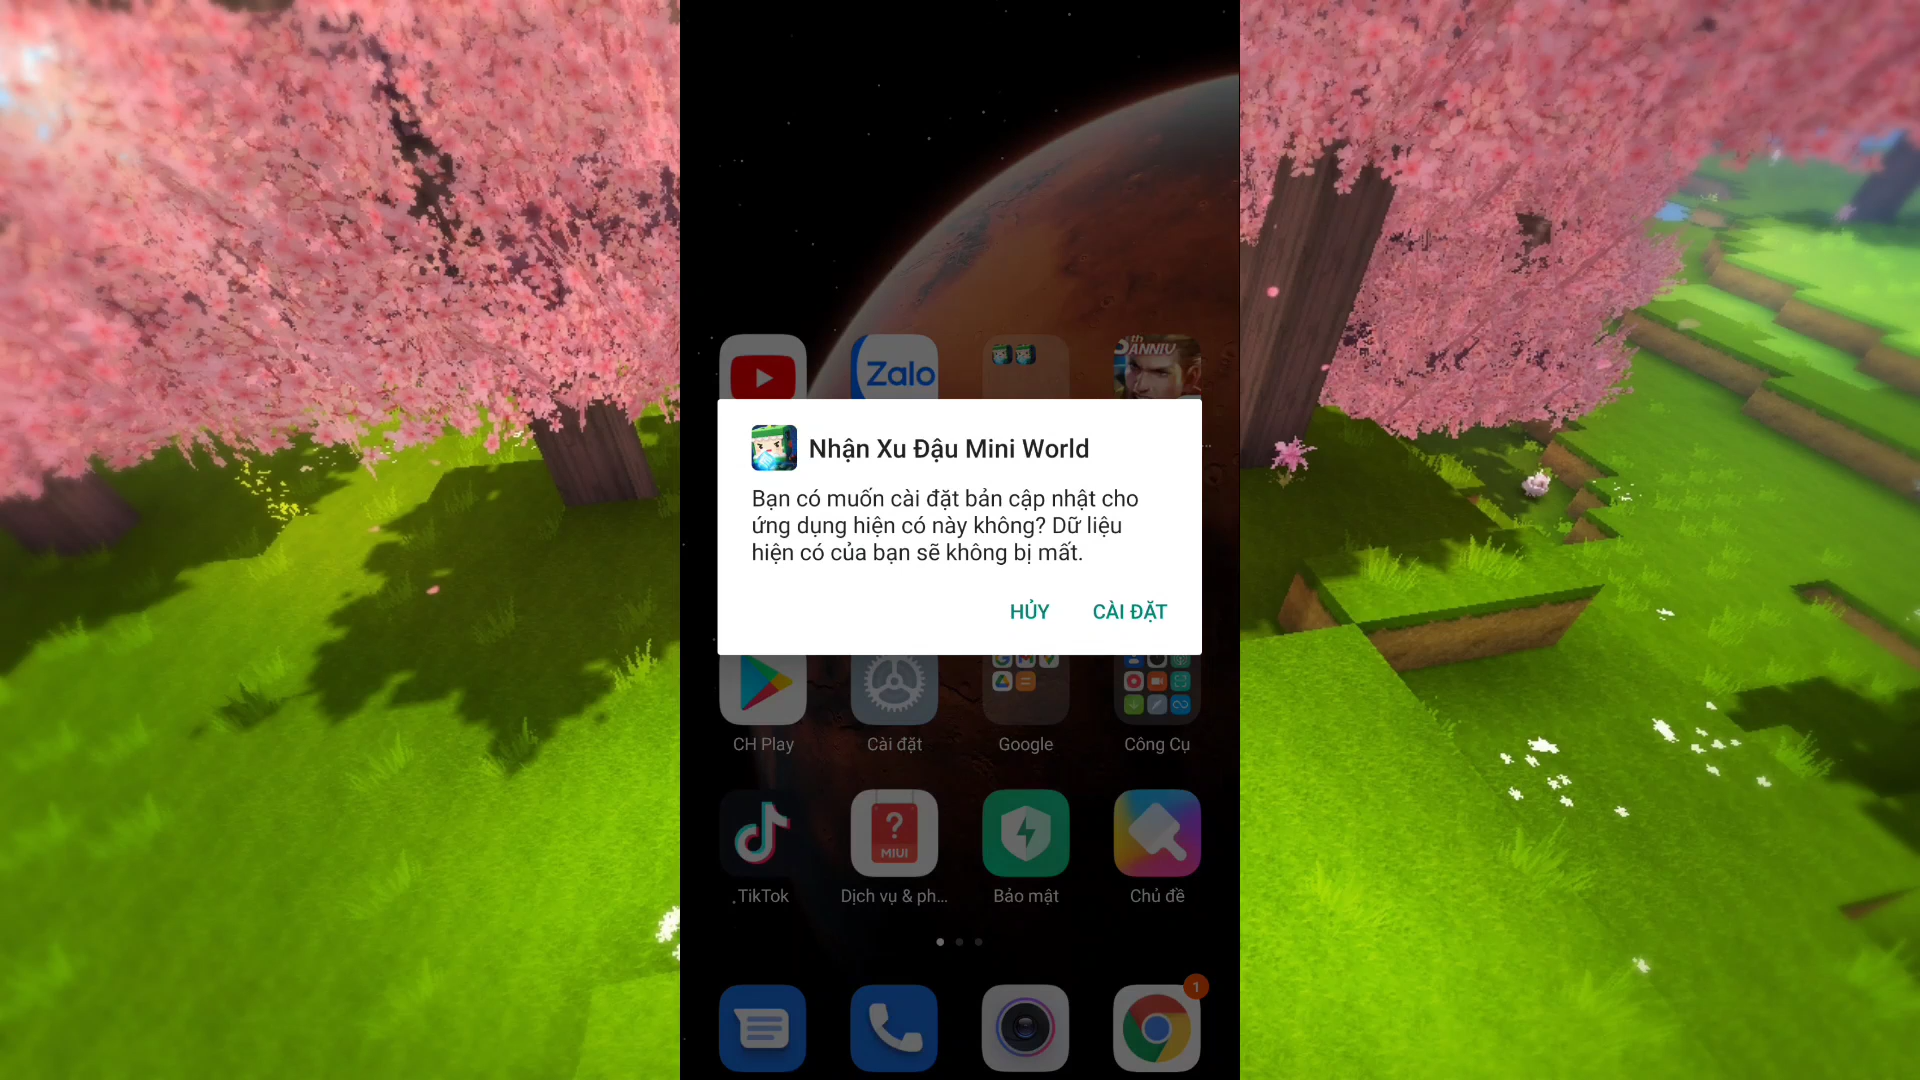 Zalo
5th
ANNIV
Nhận Xu Đậu Mini World
Bạn có muốn cài đặt bản cập nhật cho
ứng dụng hiện có này không? Dữ liệu
hiện có của bạn sẽ không bị mất.
HỦY
CÀI ĐẶT
CH Play
Cài đặt
Google
Công Cụ
?
MIUI
TikTok
Dịch vụ & ph...
Bảo mật
Chủ đề
1